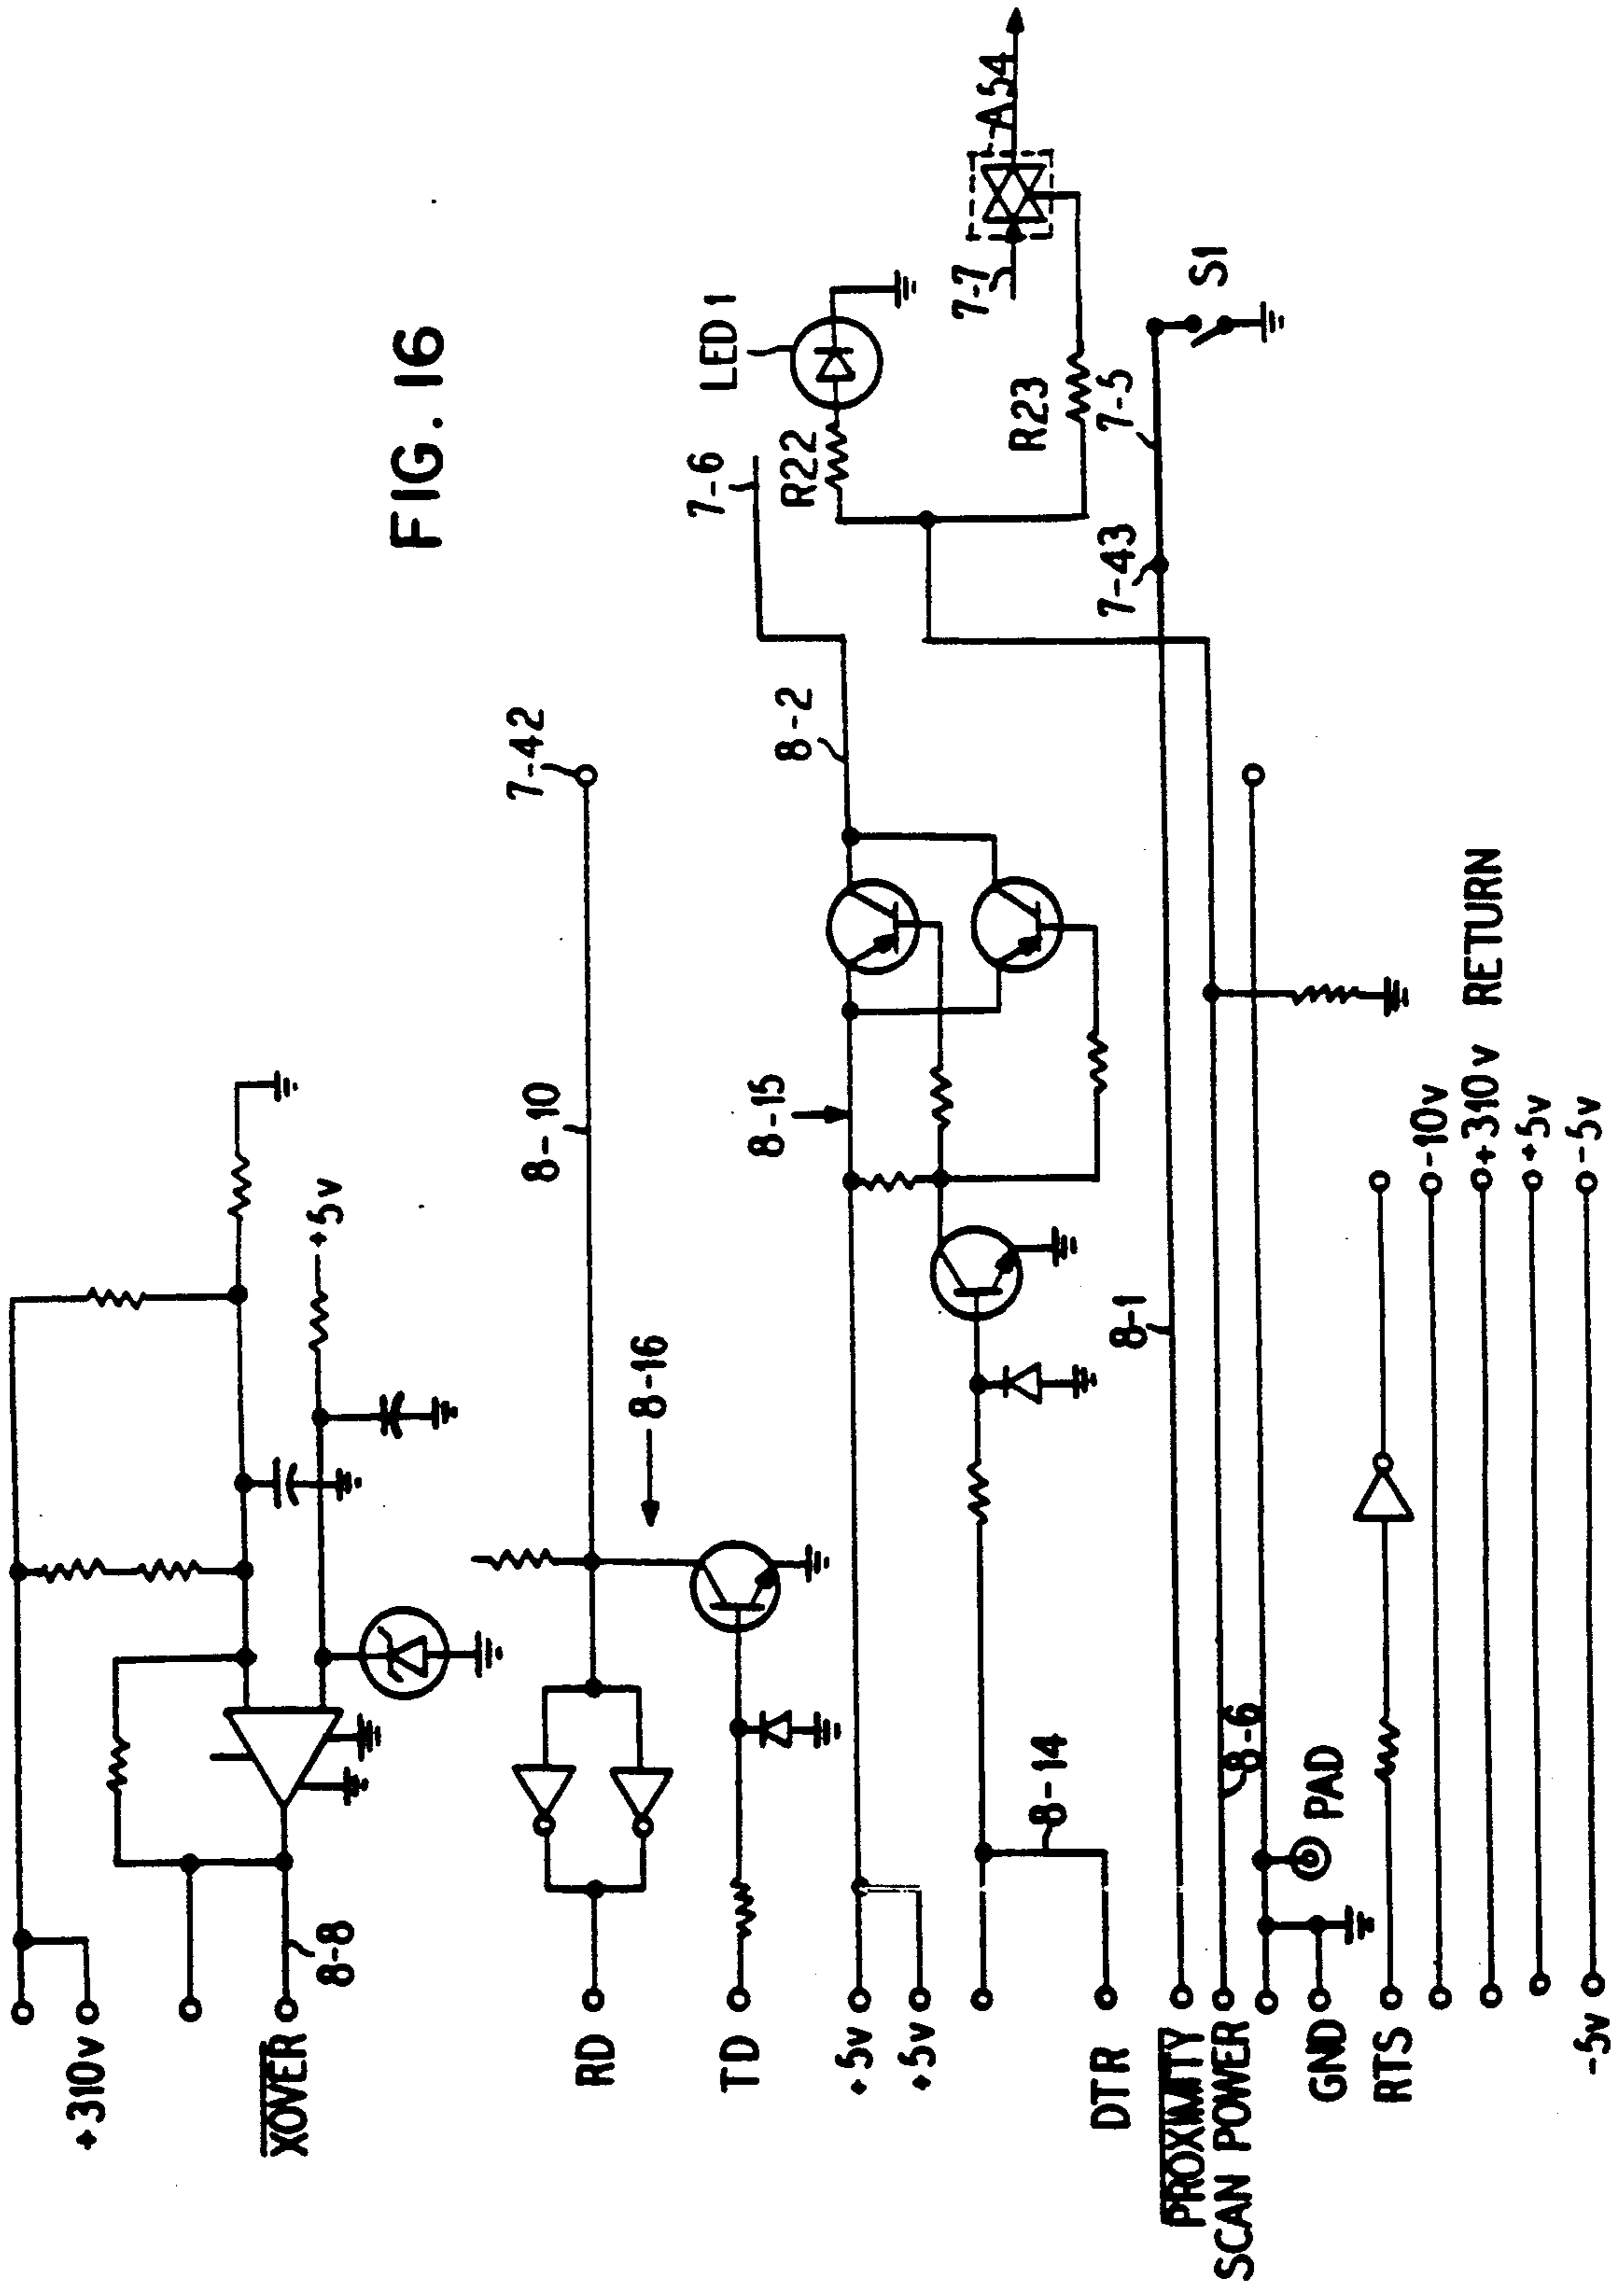 FIG. 16
+310v
XOVER
8-8
+5v
RD
8-10
7-42
8-16
TD
+5v
+5v
8-15
8-2
7-6
R22
LED 1
7-7
A54
R23
7-5
7-43
S1
DTR
8-14
PROXIMITY
8-1
SCAN POWER
8-6
PAD
GND
RTS
-10v
+310v RETURN
+5v
-5v
-5v